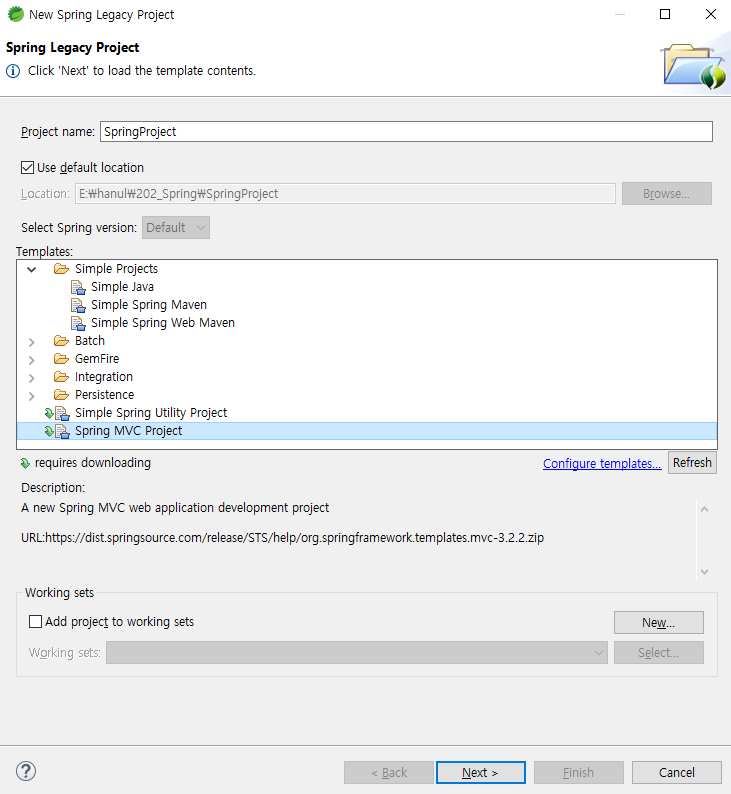 New Spring Legacy Project
Spring Legacy Project
Click 'Next' to load the template contents.
Project name: SpringProject
Use default location
Location: E:₩hanul₩202_Spring₩SpringProject Browse...
Select Spring version: Default
Templates:
Simple Projects
Simple Java
Simple Spring Maven
Simple Spring Web Maven
Batch
GemFire
Integration
Persistence
Simple Spring Utility Project
Spring MVC Project
requires downloading Configure templates... Refresh
Description:
A new Spring MVC web application development project
URL:https://dist.springsource.com/release/STS/help/org.springframework.templates.mvc-3.2.2.zip
Working sets
Add project to working sets New...
Working sets: Select...
? < Back Next > Finish Cancel